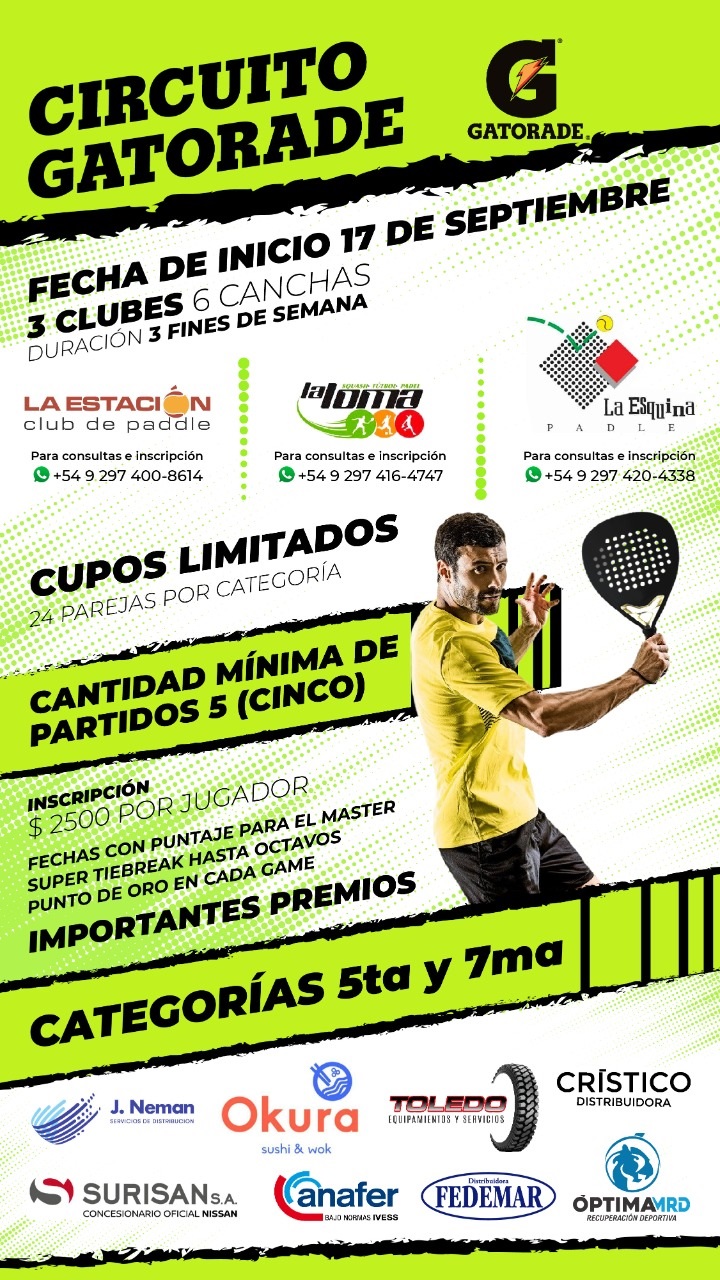 CIRCUITO
GATORADE
G
GATORADE
FECHA DE INICIO 17 DE SEPTIEMBRE
3 CLUBES 6 CANCHAS
DURACIÓN 3 FINES DE SEMANA
LA ESTACIÓN
club de paddle
Para consultas e inscripción
+54 9 297 400-8614
SQUASH FÚTBOL PADEL
la toma
Para consultas e inscripción
+54 9 297 416-4747
La Esquina
PADLE
Para consultas e inscripción
+54 9 297 420-4338
CUPOS LIMITADOS
24 PAREJAS POR CATEGORÍA
CANTIDAD MÍNIMA DE
PARTIDOS 5 (CINCO)
INSCRIPCIÓN
$ 2500 POR JUGADOR
FECHAS CON PUNTAJE PARA EL MASTER
SUPER TIEBREAK HASTA OCTAVOS
PUNTO DE ORO EN CADA GAME
IMPORTANTES PREMIOS
CATEGORÍAS 5ta y 7ma
J. Neman
SERVICIOS DE DISTRIBUCION
Okura
sushi & wok
TOLEDO
EQUIPAMIENTOS Y SERVICIOS
CRÍSTICO
DISTRIBUIDORA
SURISAN S.A.
CONCESIONARIO OFICIAL NISSAN
Canafer
BAJO NORMAS IVESS
Distribuidora
FEDEMAR
ÓPTIMAMRD
RECUPERACIÓN DEPORTIVA